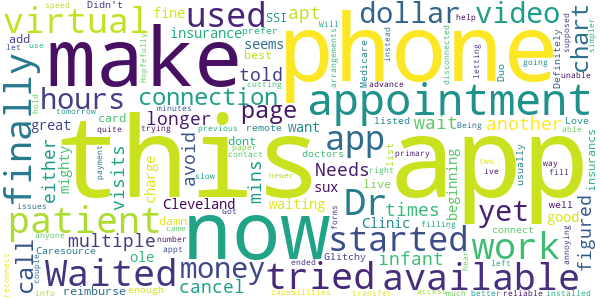 virtual
used
fine
SSI
apt
dollar
video
speed
Didn't
add
let
use
insurance
prefer
Will
help
Hopefully
seems
best
arrangements
Medicare
instead
disconnected
Duo
letting
going
advance
supposed
Definitely
simpler
unable
chart
make
phone
finally
hours
told
cutting
connection
page
appointment
hold
tomorrow
minutes
card
quite
trying
previous
slow
remote
want
longer
app
wait
another
listed
Being
Love
able
great
either
mighty
payment
visits
charge
avoid
mins
this app
dont
paper
contact
doctors
right
list
primary
two
Ive
way
fill
usually
insurancs
figured
Needs
sux
live
beginning
issues
patient
now
Cleveland
waiting
damn
Got
came
number
appt
Dr
times
Clinic
forms
filling
yet
connect
well
good
annoying
newer
call
anyone
Caresource
multiple
ole
started
infant
work
hear
left
reconnect
couple
Waited
money
cancel
Glitchy
ended
reimburse
tried
available
info
enough
capabilities
transfer
access
much better
reliable
installed